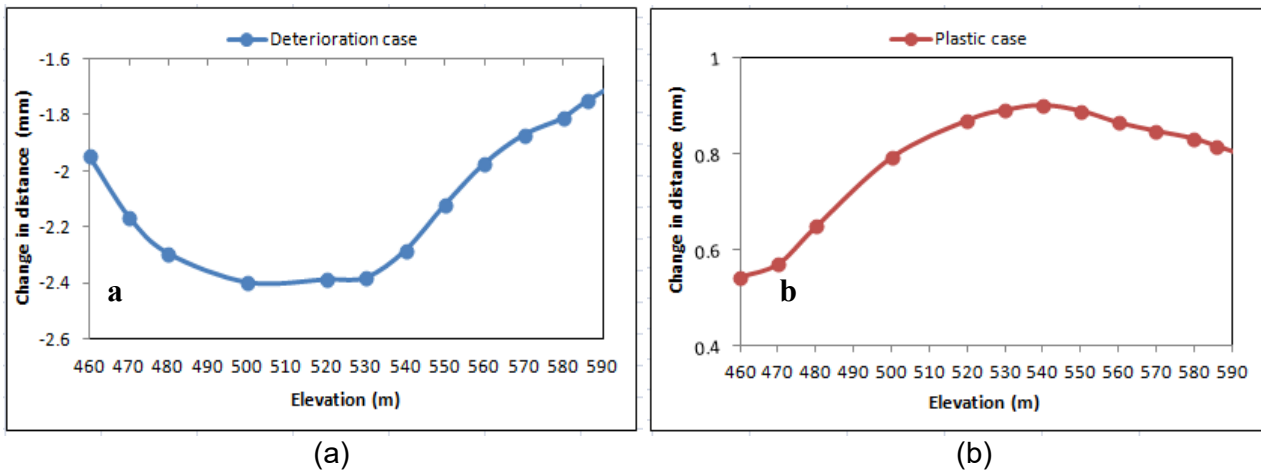 Deterioration case
-1.6
-1.8
-2
-2.2
-2.4
-2.6
Change in distance (mm)
a
460 470 480 490 500 510 520 530 540 550 560 570 580 590
Elevation (m)
(a)
Plastic case
1
0.8
0.6
0.4
Change in distance (mm)
b
460 470 480 490 500 510 520 530 540 550 560 570 580 590
Elevation (m)
(b)